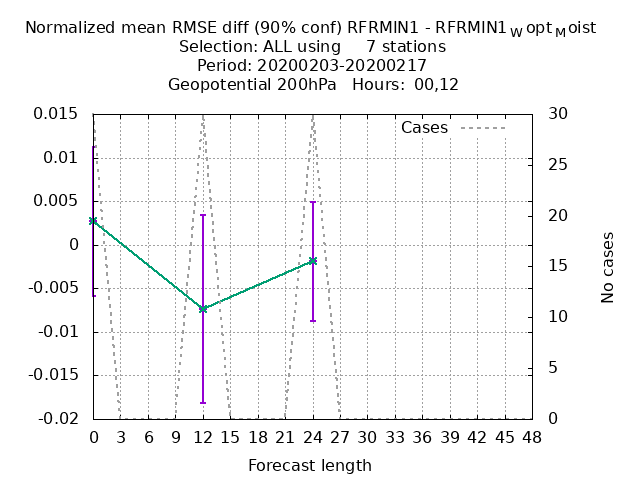 Normalized mean RMSE diff (90% conf) RFRMIN1 - RFRMIN1WoptMoist
Selection: ALL using 7 stations
Period: 20200203-20200217
Geopotential 200hPa Hours: 00,12
Cases
0.015
0.01
0.005
0
-0.005
-0.01
-0.015
-0.02
30
25
20
15
10
5
0
No cases
0 3 6 9 12 15 18 21 24 27 30 33 36 39 42 45 48
Forecast length